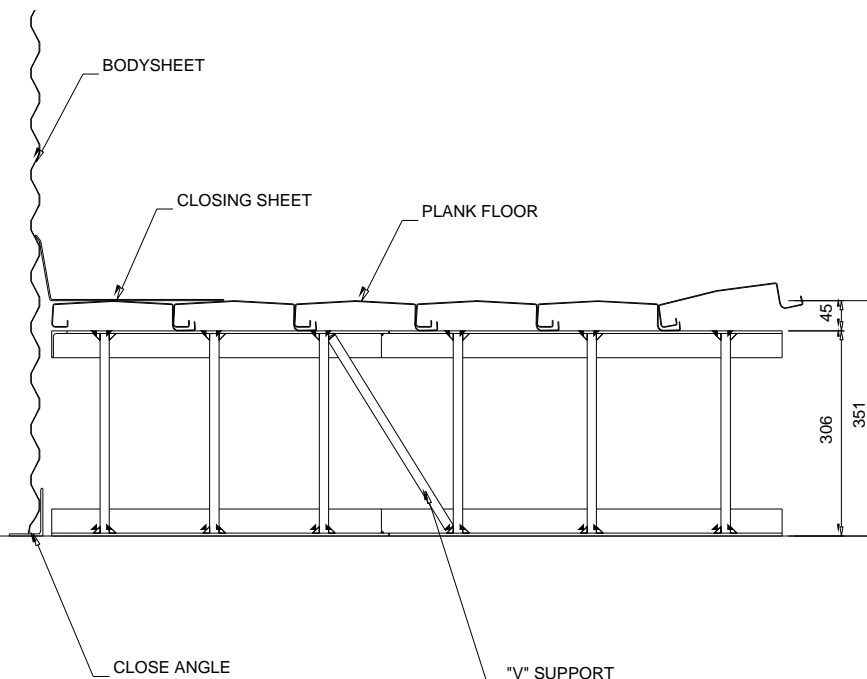 BODYSHEET
CLOSING SHEET
PLANK FLOOR
45
306
351
CLOSE ANGLE
"V" SUPPORT